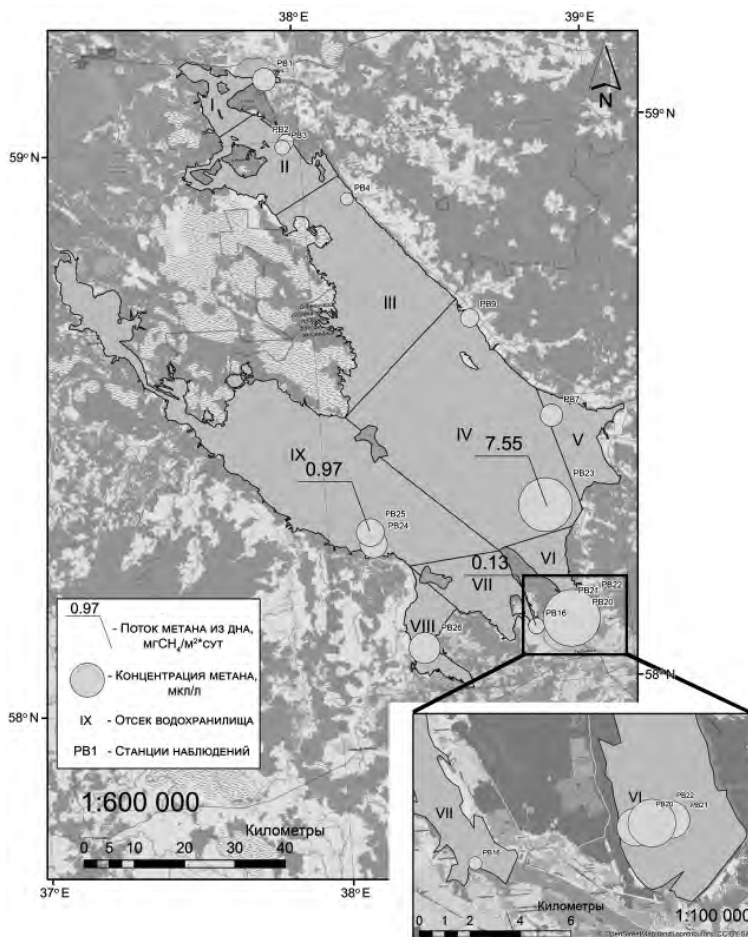 38°
39°
N
PB1
I
59° N
PB2
PB3
II
59° N
PB4
III
PB9
PB7
IV
V
7.55
PB23
IX
0.97
PB25
PB24
VI
0.13
VII
PB22
PB21
PB20
PB16
VIII
PB26
58° N
0.97
- Поток метана из дна,
мгCH₄/м²*сут
- Концентрация метана,
мкл/л
IX - Отсек водохранилища
PB1 - Станции наблюдений
58° N
1:600 000
Километры
0 5 10 20 30 40
37°E
38°
VI
PB22
PB20
PB21
VII
PB16
Километры
0 1 2 4 6
1:100 000